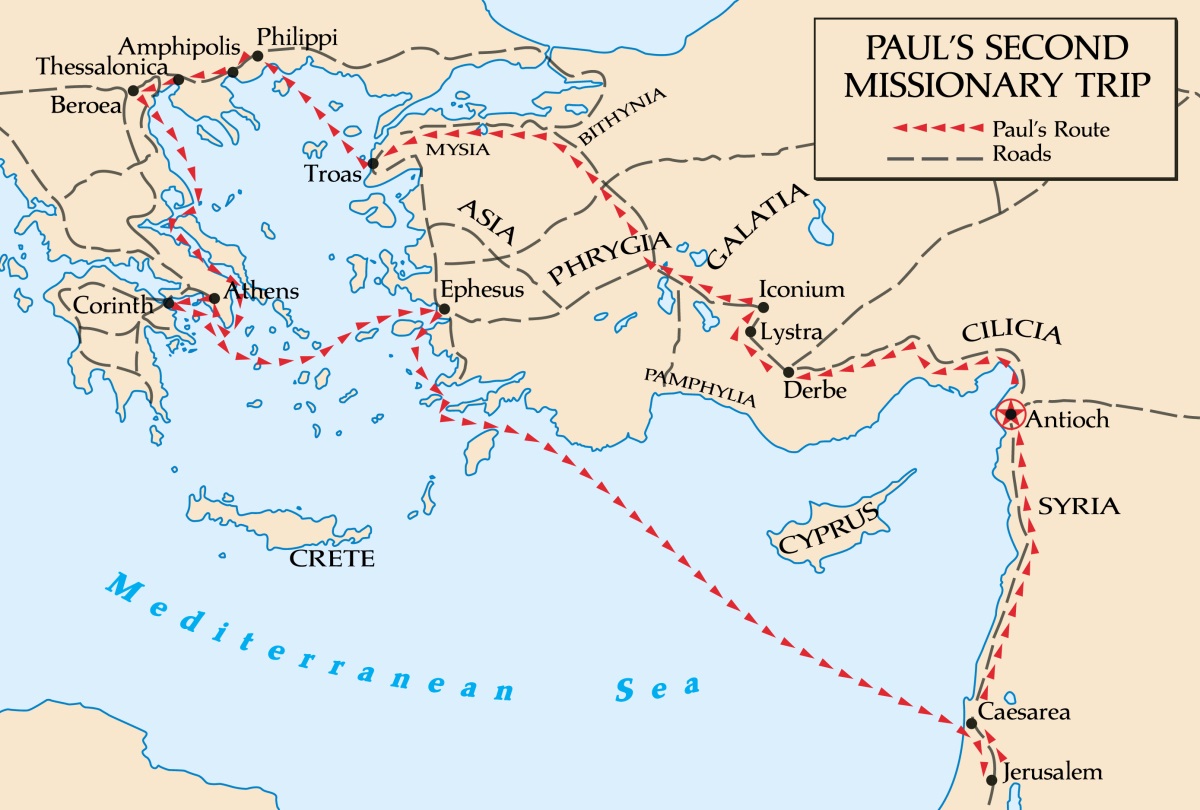 PAUL'S SECOND
MISSIONARY TRIP
Paul's Route
Roads
Philippi
Amphipolis
Thessalonica
Beroea
BITHYNIA
MYSIA
Troas
ASIA
GALATIA
PHRYGIA
Ephesus
Iconium
Athens
Corinth
Lystra
CILICIA
PAMPHYLIA
Derbe
Antioch
SYRIA
CYPRUS
CRETE
Mediterranean Sea
Caesarea
Jerusalem